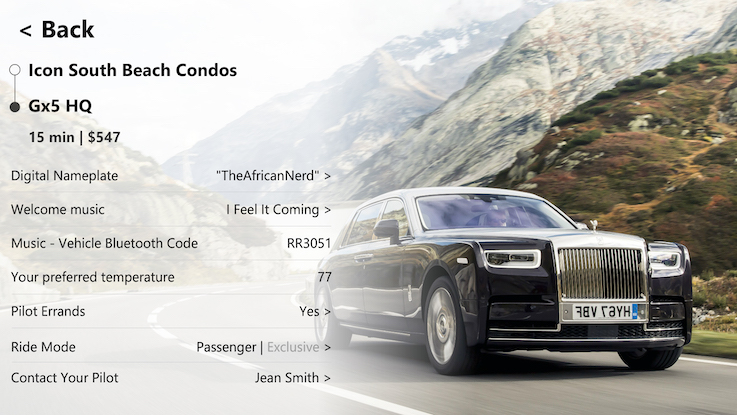 < Back
Icon South Beach Condos
Gx5 HQ
15 min | $547
Digital Nameplate "TheAfricanNerd" >
Welcome music I Feel It Coming >
Music - Vehicle Bluetooth Code RR3051
Your preferred temperature 77
Pilot Errands Yes >
Ride Mode Passenger | Exclusive >
Contact Your Pilot Jean Smith >
VBF HY67